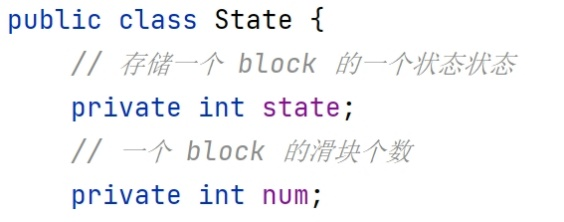 public class State {
// 存储一个 block 的一个状态状态
private int state;
// 一个 block 的滑块个数
private int num;